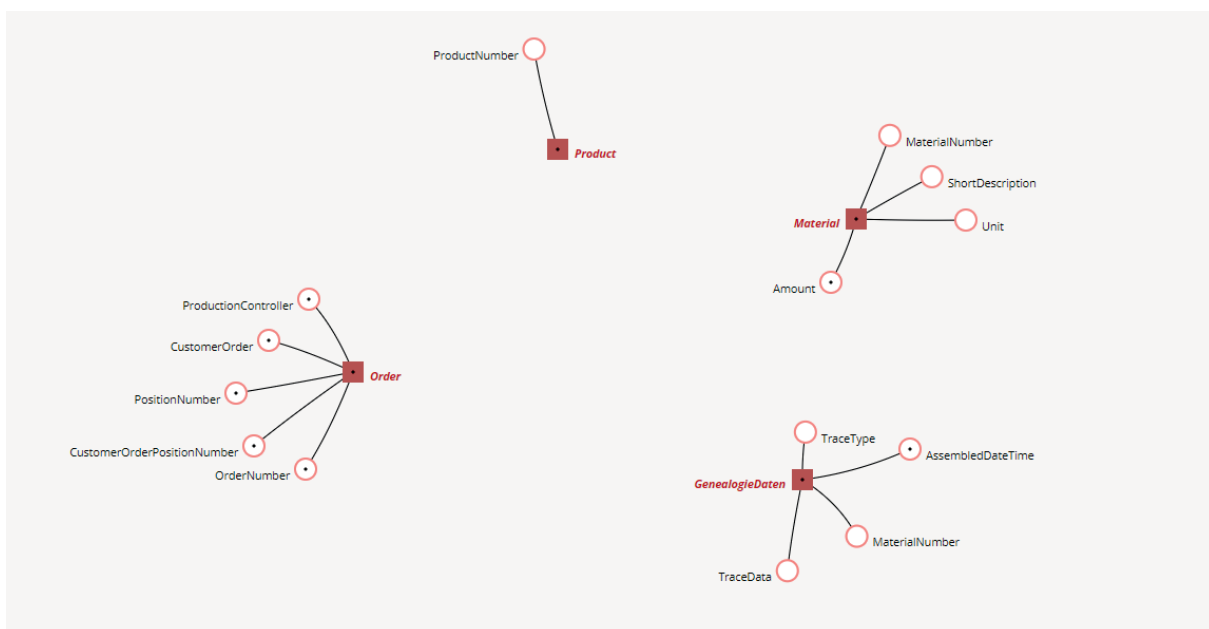 ProductNumber
Product
MaterialNumber
ShortDescription
Material
Unit
Amount
ProductionController
CustomerOrder
Order
PositionNumber
CustomerOrderPositionNumber
OrderNumber
TraceType
AssembledDateTime
GenealogieDaten
MaterialNumber
TraceData